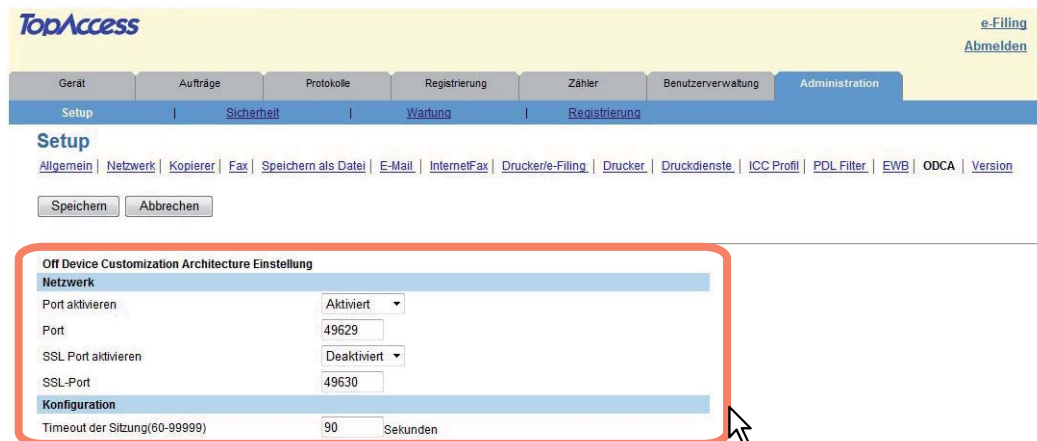 TopAccess
e-Filing
Abmelden
Gerät Aufträge Protokolle Registrierung Zähler Benutzerverwaltung Administration
Setup | Sicherheit | Wartung | Registrierung
Setup
Allgemein | Netzwerk | Kopierer | Fax | Speichern als Datei | E-Mail | InternetFax | Drucker/e-Filing | Drucker | Druckdienste | ICC Profil | PDL Filter | EWB | ODCA | Version
Speichern Abbrechen
Off Device Customization Architecture Einstellung
Netzwerk
Port aktivieren Aktiviert
Port 49629
SSL Port aktivieren Deaktiviert
SSL-Port 49630
Konfiguration
Timeout der Sitzung(60-99999) 90 Sekunden